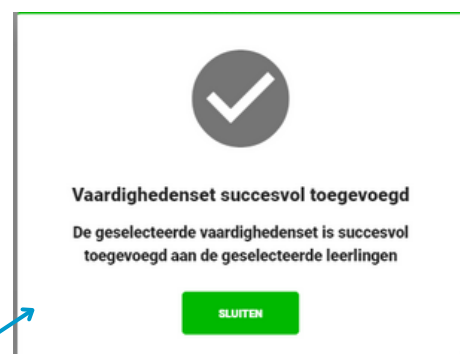 Vaardighedenset succesvol toegevoegd
De geselecteerde vaardighedenset is succesvol
toegevoegd aan de geselecteerde leerlingen
SLUITEN